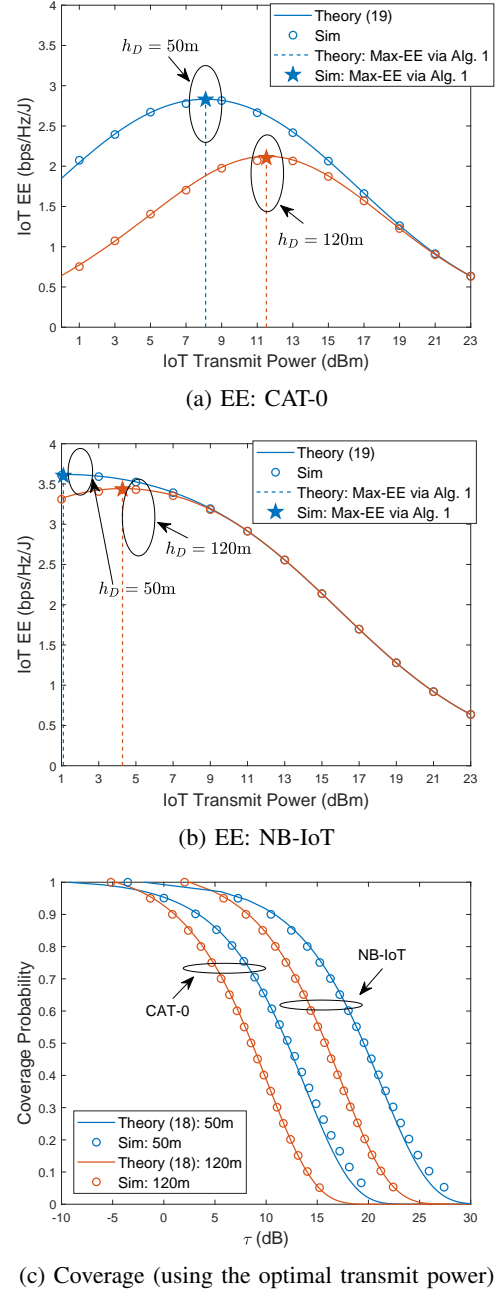 4
3.5
3
2.5
2
1.5
1
0.5
0
IoT EE (bps/Hz/J)
h_D = 50m
h_D = 120m
Theory (19)
Sim
Theory: Max-EE via Alg. 1
Sim: Max-EE via Alg. 1
1 3 5 7 9 11 13 15 17 19 21 23
IoT Transmit Power (dBm)
(a) EE: CAT-0
4
3.5
3
2.5
2
1.5
1
0.5
0
IoT EE (bps/Hz/J)
Theory (19)
Sim
Theory: Max-EE via Alg. 1
Sim: Max-EE via Alg. 1
h_D = 120m
h_D = 50m
1 3 5 7 9 11 13 15 17 19 21 23
IoT Transmit Power (dBm)
(b) EE: NB-IoT
1
0.9
0.8
0.7
0.6
0.5
0.4
0.3
0.2
0.1
0
Coverage Probability
NB-IoT
CAT-0
Theory (18): 50m
Sim: 50m
Theory (18): 120m
Sim: 120m
-10 -5 0 5 10 15 20 25 30
τ (dB)
(c) Coverage (using the optimal transmit power)